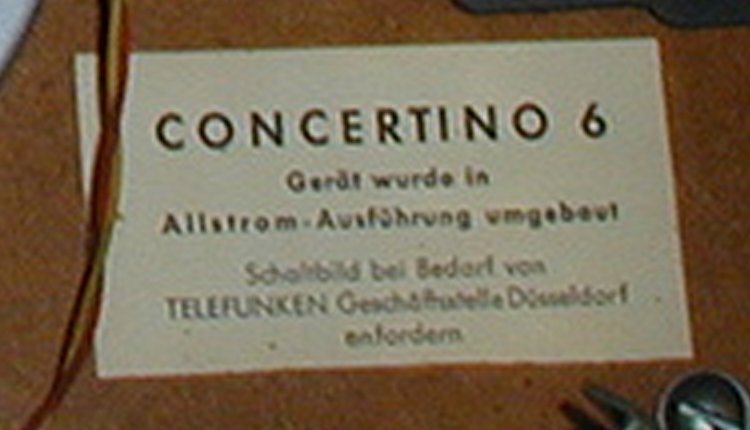 CONCERTINO 6
Gerät wurde in
Allstrom-Ausführung umgebaut
Schaltbild bei Bedarf von
TELEFUNKEN Geschäftsstelle Düsseldorf
anfordern